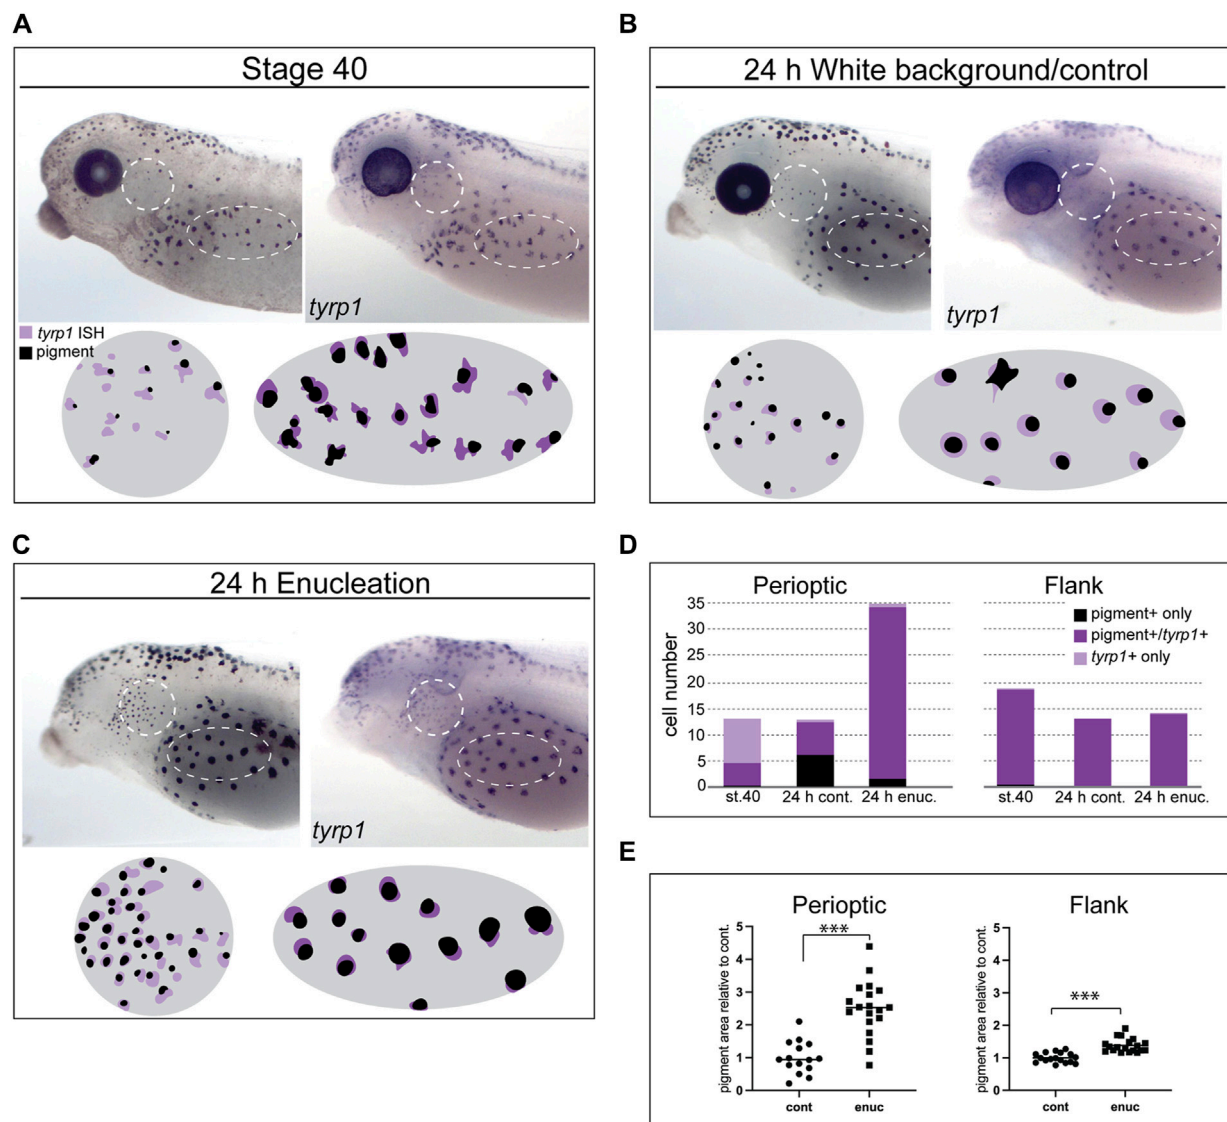 A
Stage 40
tyrp1
tyrp1 ISH
pigment
B
24 h White background/control
tyrp1
C
24 h Enucleation
tyrp1
D
Perioptic
Flank
cell number
35
30
25
20
15
10
5
0
st.40
24 h cont.
24 h enuc.
st.40
24 h cont.
24 h enuc.
pigment+ only
pigment+/tyrp1+
tyrp1+ only
E
Perioptic
pigment area relative to cont.
5
4
3
2
1
0
***
cont
enuc
Flank
pigment area relative to cont.
5
4
3
2
1
0
***
cont
enuc